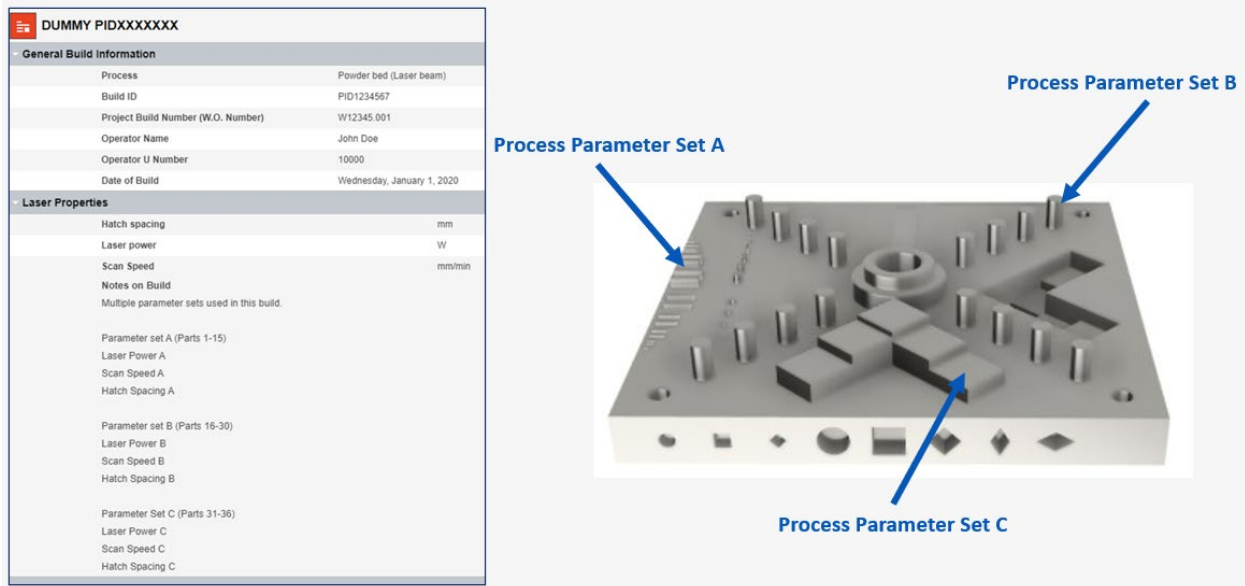 DUMMY PIDXXXXXXX
General Build Information
Process Powder bed (Laser beam)
Build ID PID1234567
Project Build Number (W.O. Number) W12345.001
Operator Name John Doe
Operator U Number 10000
Date of Build Wednesday, January 1, 2020
Laser Properties
Hatch spacing mm
Laser power W
Scan Speed mm/min
Notes on Build
Multiple parameter sets used in this build.
Parameter set A (Parts 1-15)
Laser Power A
Scan Speed A
Hatch Spacing A
Parameter set B (Parts 16-30)
Laser Power B
Scan Speed B
Hatch Spacing B
Parameter Set C (Parts 31-36)
Laser Power C
Scan Speed C
Hatch Spacing C
Process Parameter Set A
Process Parameter Set B
Process Parameter Set C